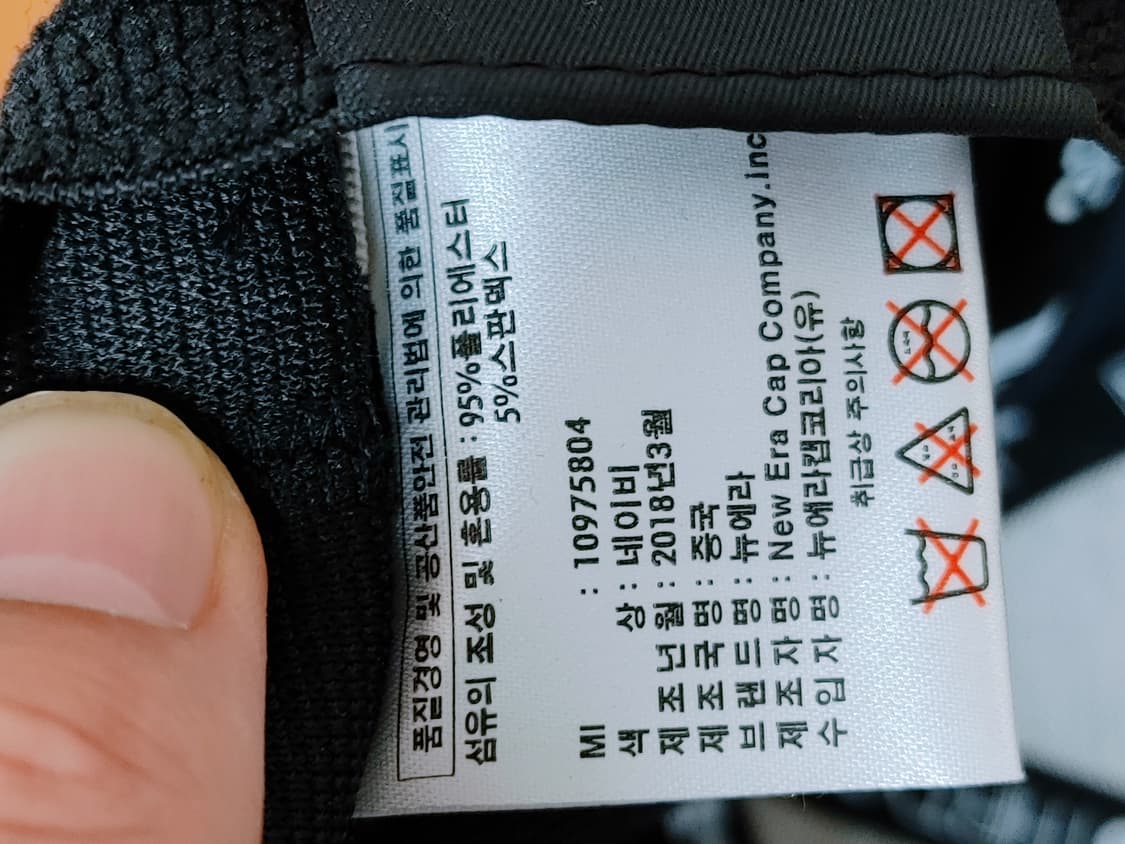 품질경영 및 공산품안전 관리법에 의한 품질표시
섬유의 조성 및 혼용률 : 95%폴리에스터
5%스판덱스
MI : 10975804
색 상 : 네이비
제 조 년 월 : 2018년3월
제 조 국 명 : 중국
브 랜 드 명 : 뉴에라
제 조 자 명 : New Era Cap Company.inc
수 입 자 명 : 뉴에라캡코리아(유)
취급상 주의사항